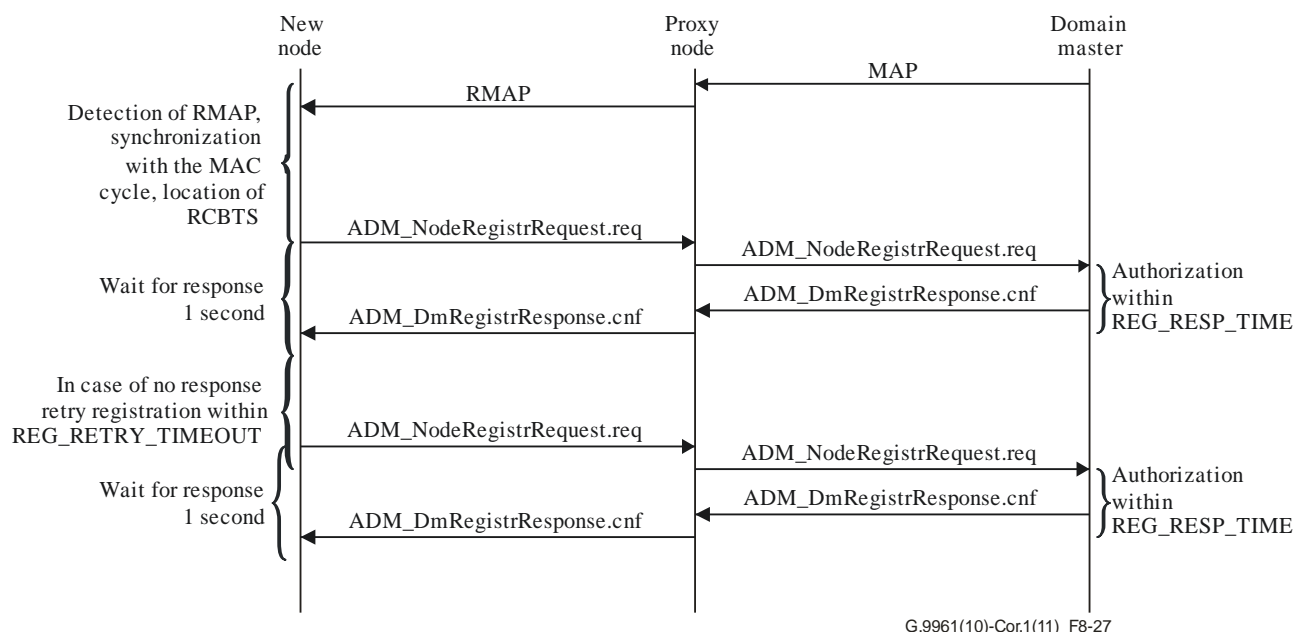 New
node
Proxy
node
Domain
master
MAP
RMAP
Detection of RMAP,
synchronization
with the MAC
cycle, location of
RCBTS
ADM_NodeRegistrRequest.req
ADM_NodeRegistrRequest.req
Wait for response
1 second
ADM_DmRegistrResponse.cnf
ADM_DmRegistrResponse.cnf
Authorization
within
REG_RESP_TIME
In case of no response
retry registration within
REG_RETRY_TIMEOUT
ADM_NodeRegistrRequest.req
ADM_NodeRegistrRequest.req
Wait for response
1 second
ADM_DmRegistrResponse.cnf
ADM_DmRegistrResponse.cnf
Authorization
within
REG_RESP_TIME
G.9961(10)-Cor.1(11)_F8-27